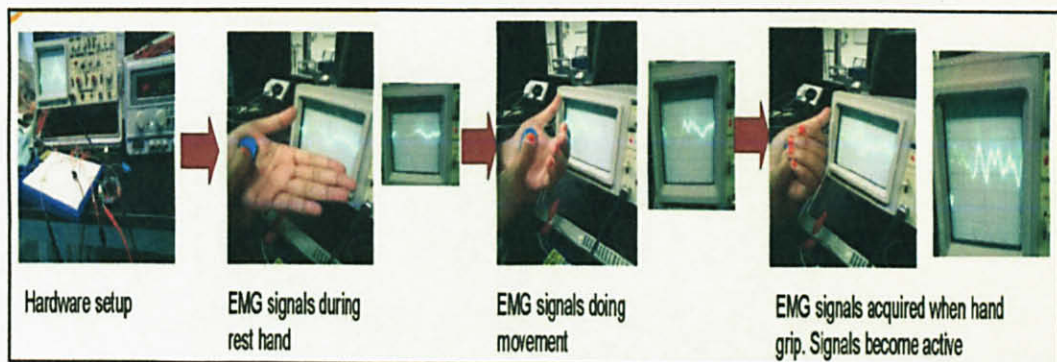 Hardware setup
EMG signals during
rest hand
EMG signals doing
movement
EMG signals acquired when hand
grip. Signals become active